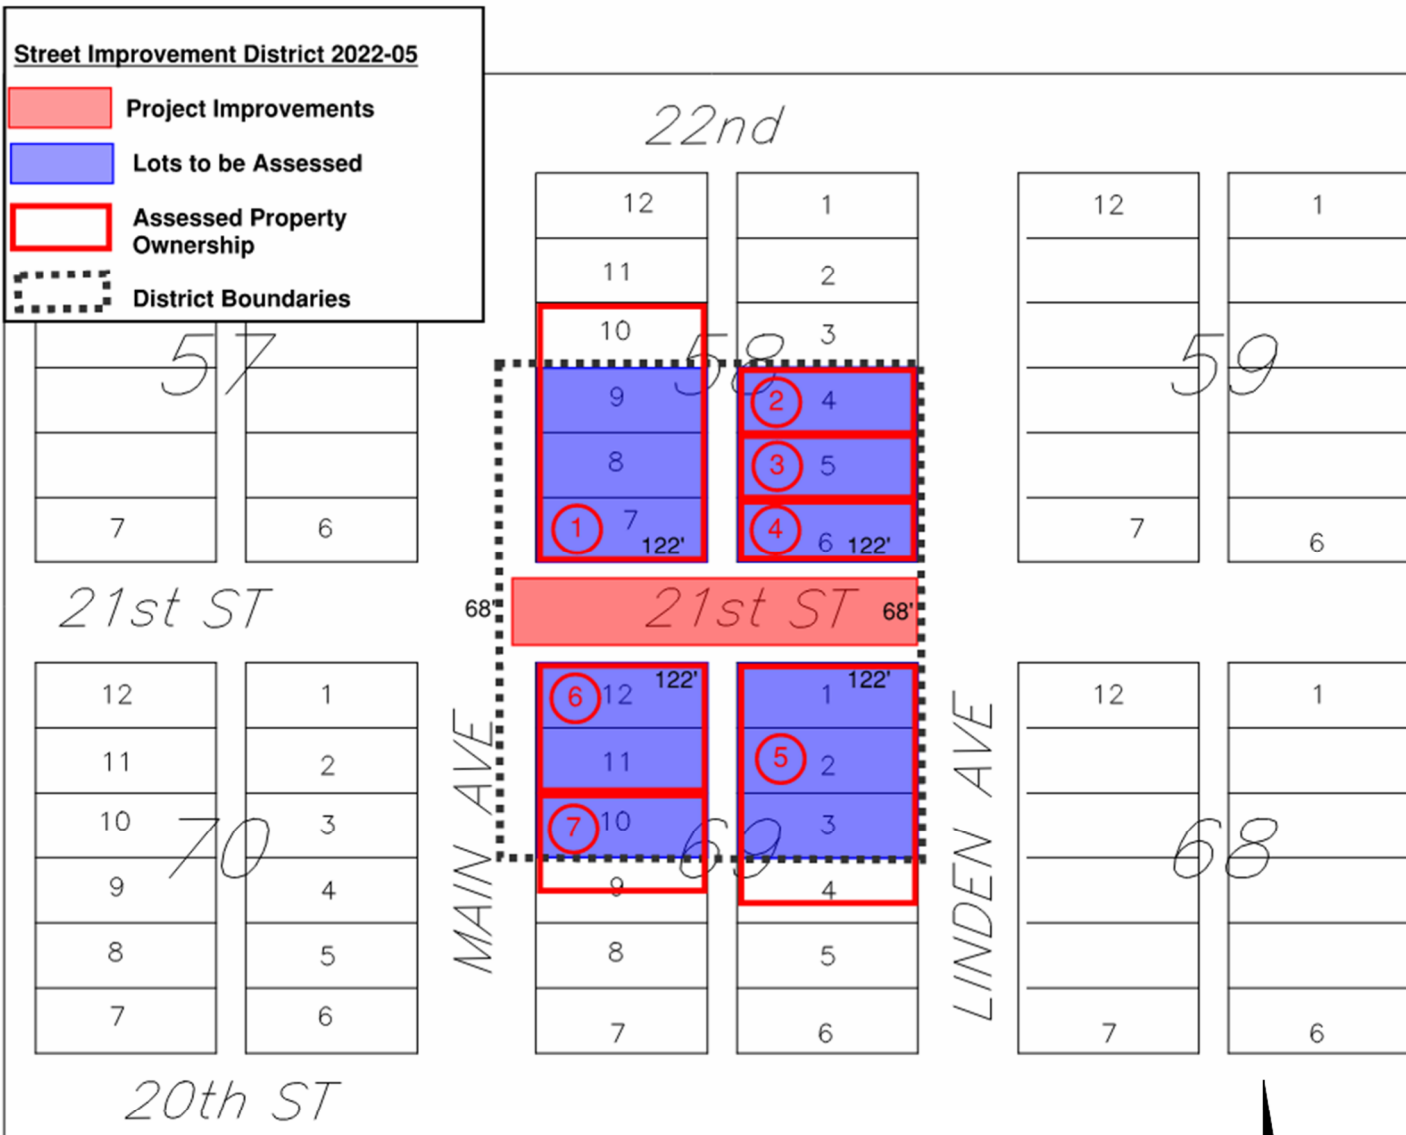 Street Improvement District 2022-05
Project Improvements
Lots to be Assessed
Assessed Property
Ownership
District Boundaries
22nd
12 1 12 1
11 2
10 3
57 58 59
9 2 4
8 3 5
7 6 1 7 122' 4 6 122' 7 6
21st ST 68' 21st ST 68'
12 1 6 12 122' 1 122' 12 1
11 2 11 5 2
10 3 7 10 3
70 69 68
9 4 9 4
8 5 8 5
7 6 7 6 7 6
MAIN AVE
LINDEN AVE
20th ST